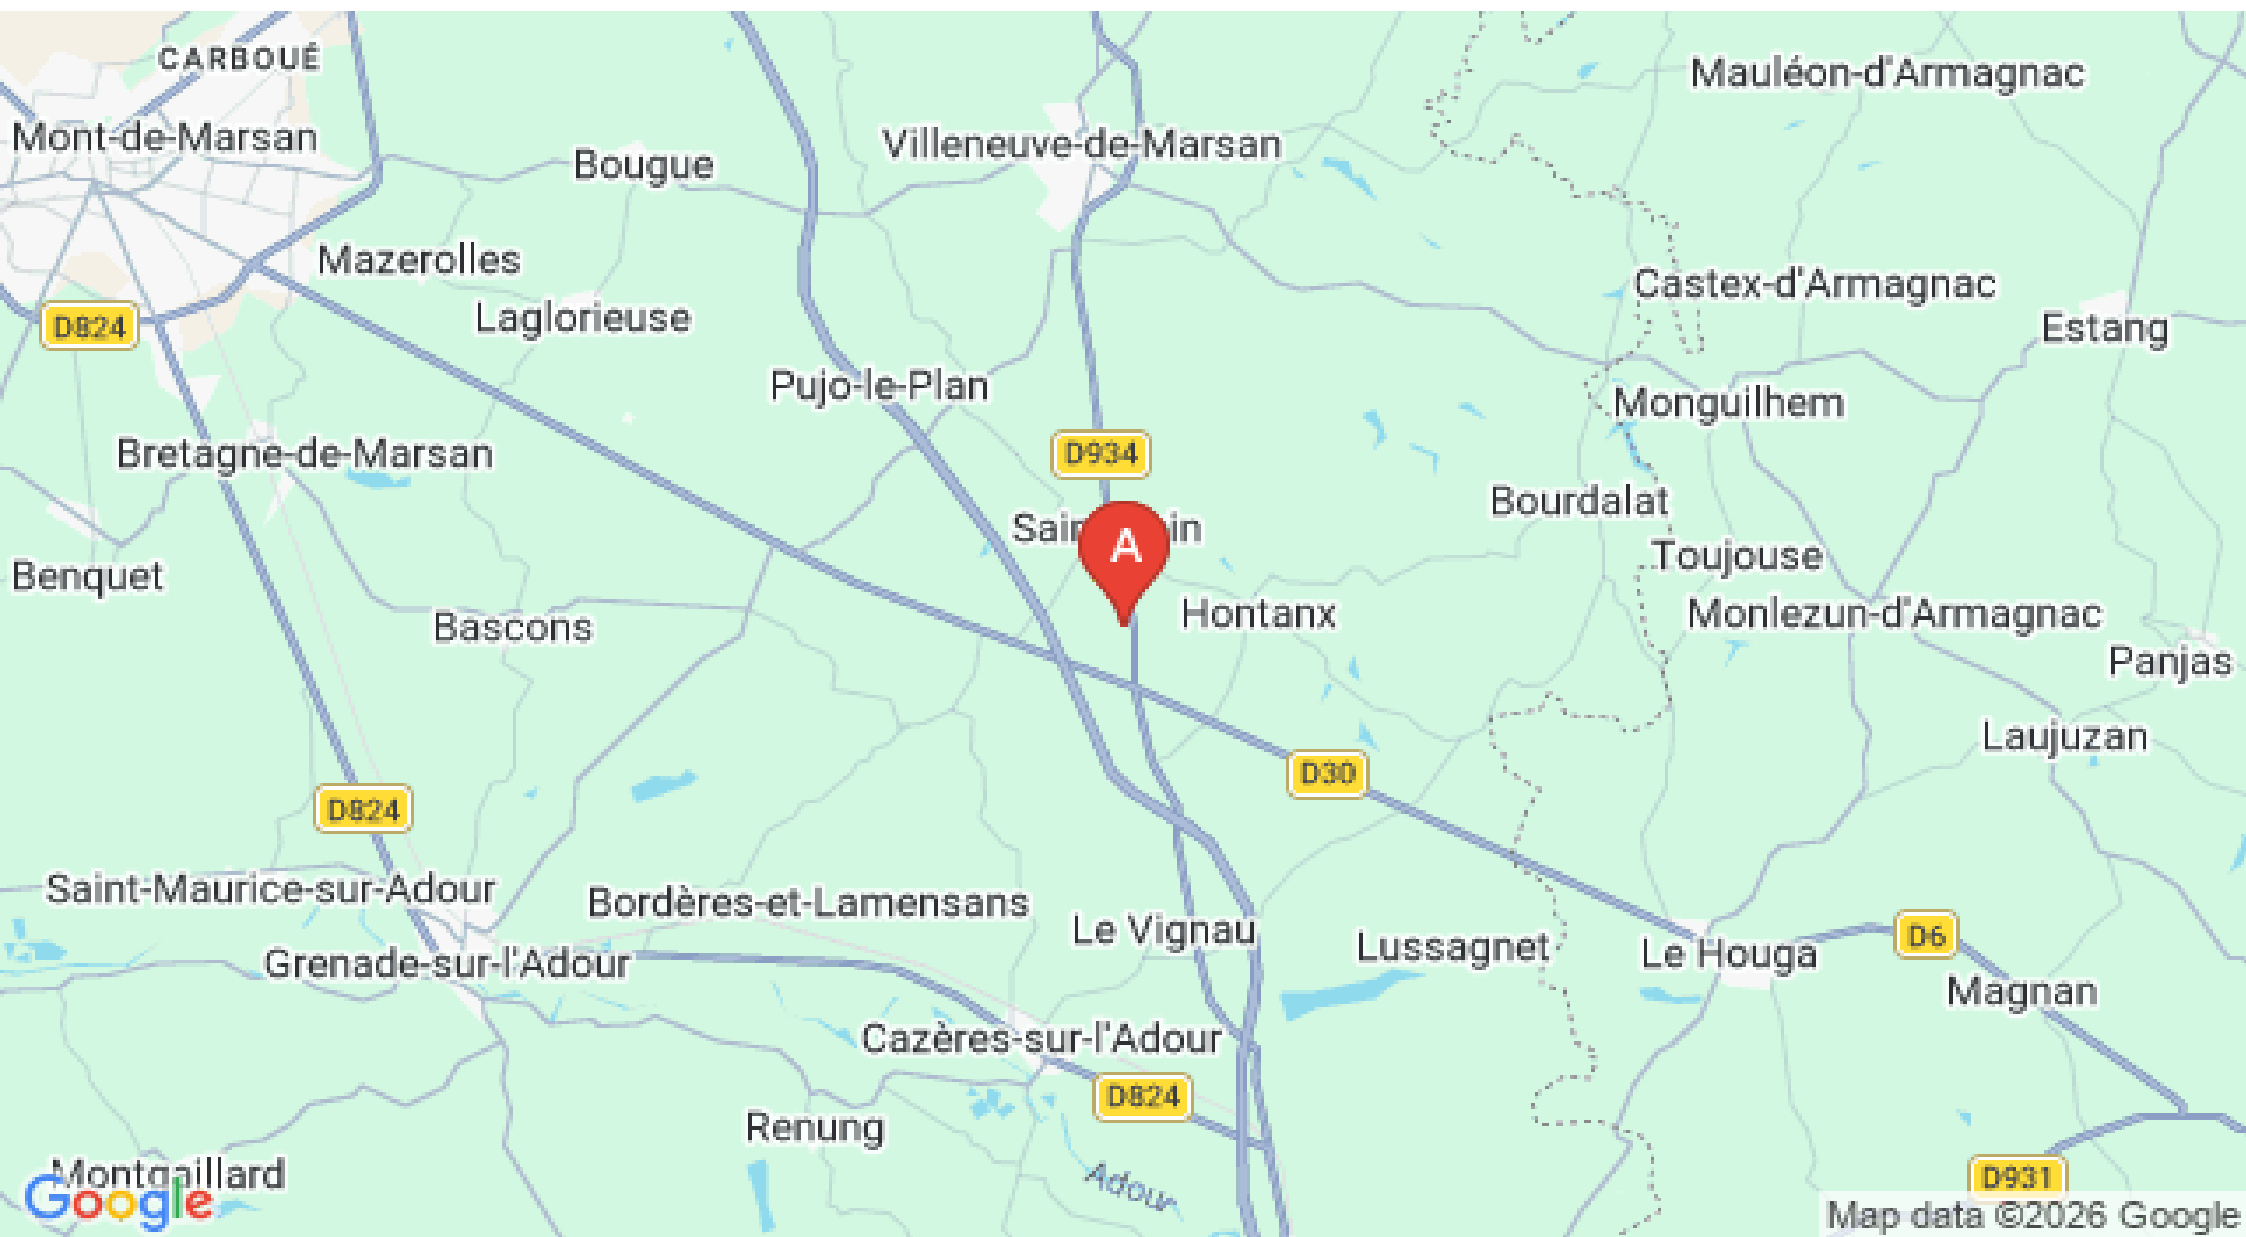 CARBOUÉ
Mauléon-d'Armagnac
Mont-de-Marsan
Villeneuve-de-Marsan
Bougue
Mazerolles
Castex-d'Armagnac
Laglorieuse
D824
Estang
Pujo-le-Plan
Monguilhem
Bretagne-de-Marsan
D934
Bourdalat
A
Toujouse
Benquet
Hontanx
Monlezun-d'Armagnac
Bascons
Panjas
Laujuzan
D30
D824
Saint-Maurice-sur-Adour
Bordères-et-Lamensans
Le Vignau
D6
Lussagnet
Le Houga
Grenade-sur-l'Adour
Magnan
Cazères-sur-l'Adour
D824
Renung
Montgaillard
Adour
D931
Google
Map data ©2026 Google